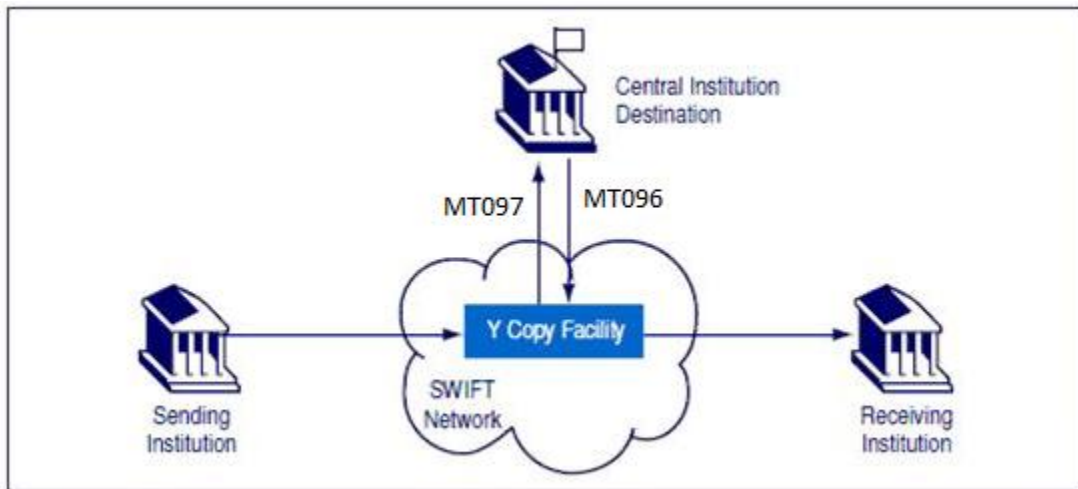 Central Institution
Destination
MT097
MT096
Y Copy Facility
SWIFT
Network
Sending
Institution
Receiving
Institution